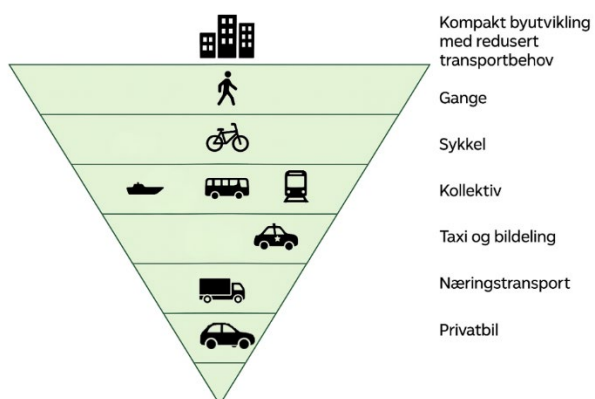 Kompakt byutvikling
med redusert
transportbehov
Gange
Sykkel
Kollektiv
Taxi og bildeling
Næringstransport
Privatbil